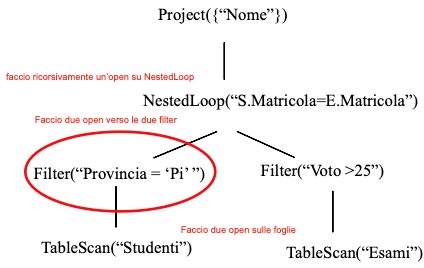 Project({“Nome”})
faccio ricorsivamente un'open su NestedLoop
NestedLoop(“S.Matricola=E.Matricola”)
Faccio due open verso le due filter
Filter(“Provincia = ‘Pi’ ”)
Filter(“Voto >25”)
Faccio due open sulle foglie
TableScan(“Studenti”)
TableScan(“Esami”)